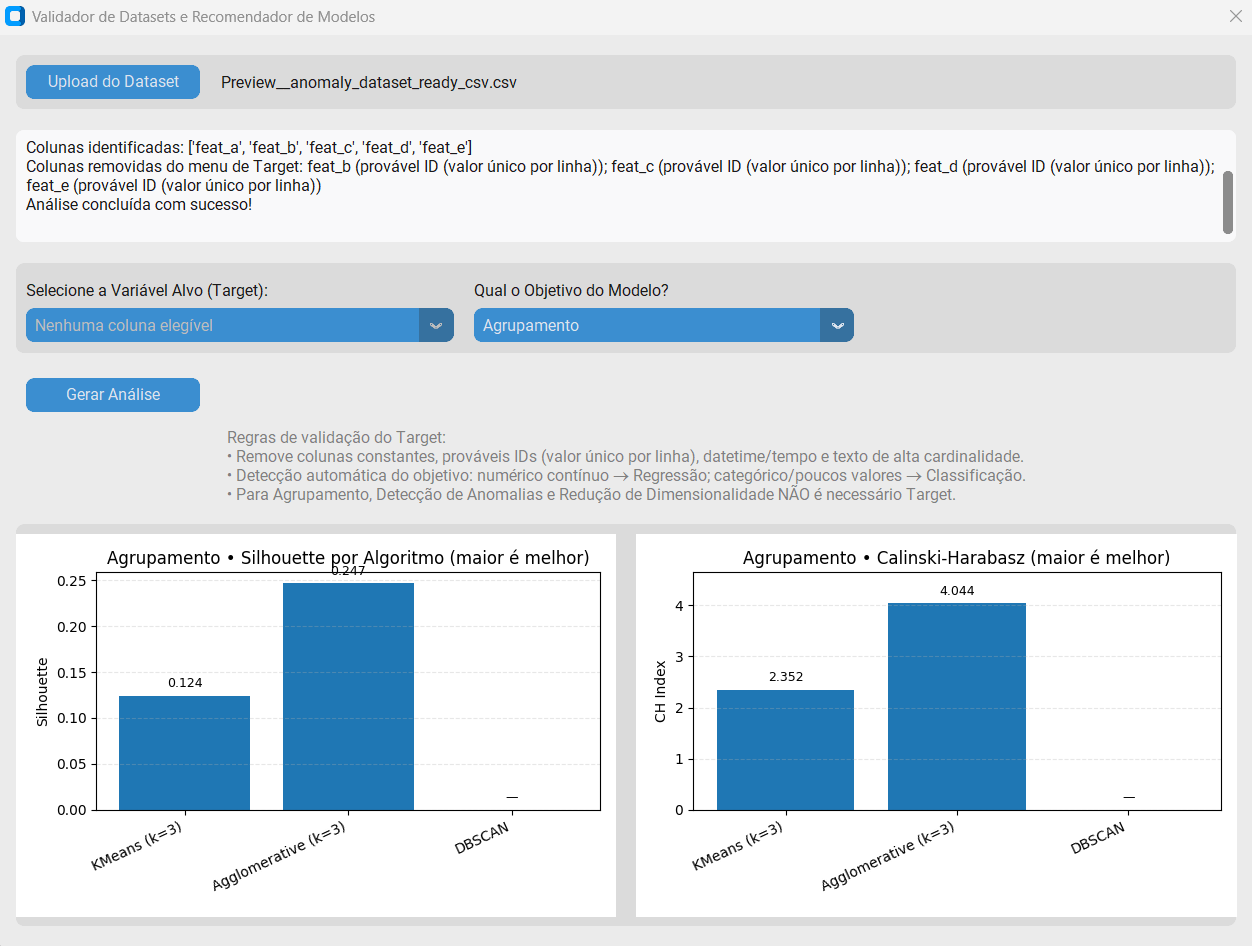 Validador de Datasets e Recomendador de Modelos
Upload do Dataset
Preview__anomaly_dataset_ready_csv.csv
Colunas identificadas: ['feat_a', 'feat_b', 'feat_c', 'feat_d', 'feat_e']
Colunas removidas do menu de Target: feat_b (provável ID (valor único por linha)); feat_c (provável ID (valor único por linha)); feat_d (provável ID (valor único por linha));
feat_e (provável ID (valor único por linha))
Análise concluída com sucesso!
Selecione a Variável Alvo (Target):
Qual o Objetivo do Modelo?
Nenhuma coluna elegível
Agrupamento
Gerar Análise
Regras de validação do Target:
• Remove colunas constantes, prováveis IDs (valor único por linha), datetime/tempo e texto de alta cardinalidade.
• Detecção automática do objetivo: numérico contínuo → Regressão; categórico/poucos valores → Classificação.
• Para Agrupamento, Detecção de Anomalias e Redução de Dimensionalidade NÃO é necessário Target.
Agrupamento • Silhouette por Algoritmo (maior é melhor)
0.247
0.25
0.20
0.15
0.10
0.05
0.00
Silhouette
0.124
—
KMeans (k=3)
Agglomerative (k=3)
DBSCAN
Agrupamento • Calinski-Harabasz (maior é melhor)
4.044
4
3
2
1
0
CH Index
2.352
—
KMeans (k=3)
Agglomerative (k=3)
DBSCAN